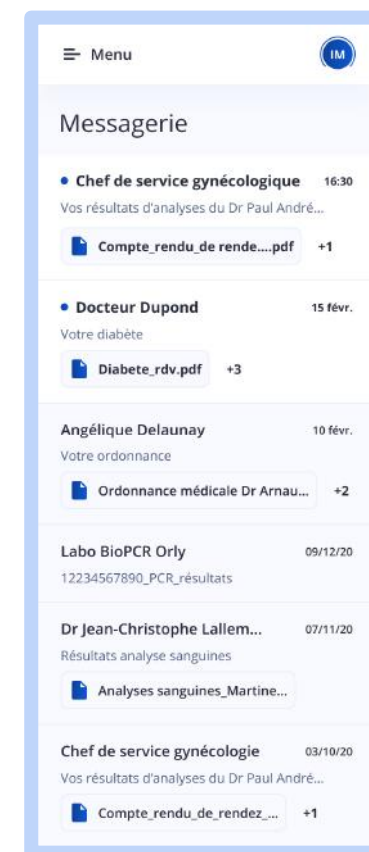 Menu IM
Messagerie
Chef de service gynécologique 16:30
Vos résultats d'analyses du Dr Paul André...
Compte_rendu_de rende....pdf +1
Docteur Dupond 15 févr.
Votre diabète
Diabete_rdv.pdf +3
Angélique Delaunay 10 févr.
Votre ordonnance
Ordonnance médicale Dr Arnau... +2
Labo BioPCR Orly 09/12/20
12234567890_PCR_résultats
Dr Jean-Christophe Lallem... 07/11/20
Résultats analyse sanguines
Analyses sanguines_Martine...
Chef de service gynécologie 03/10/20
Vos résultats d'analyses du Dr Paul André...
Compte_rendu_de_rendez_... +1